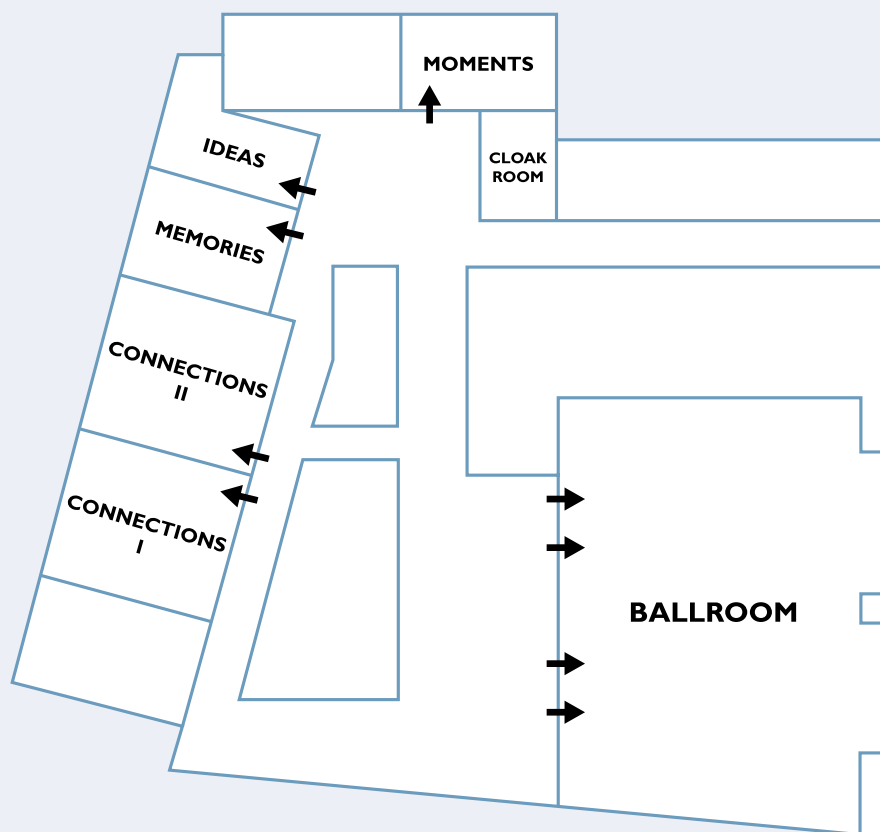 MOMENTS
IDEAS
CLOAK
ROOM
MEMORIES
CONNECTIONS
II
CONNECTIONS
I
BALLROOM